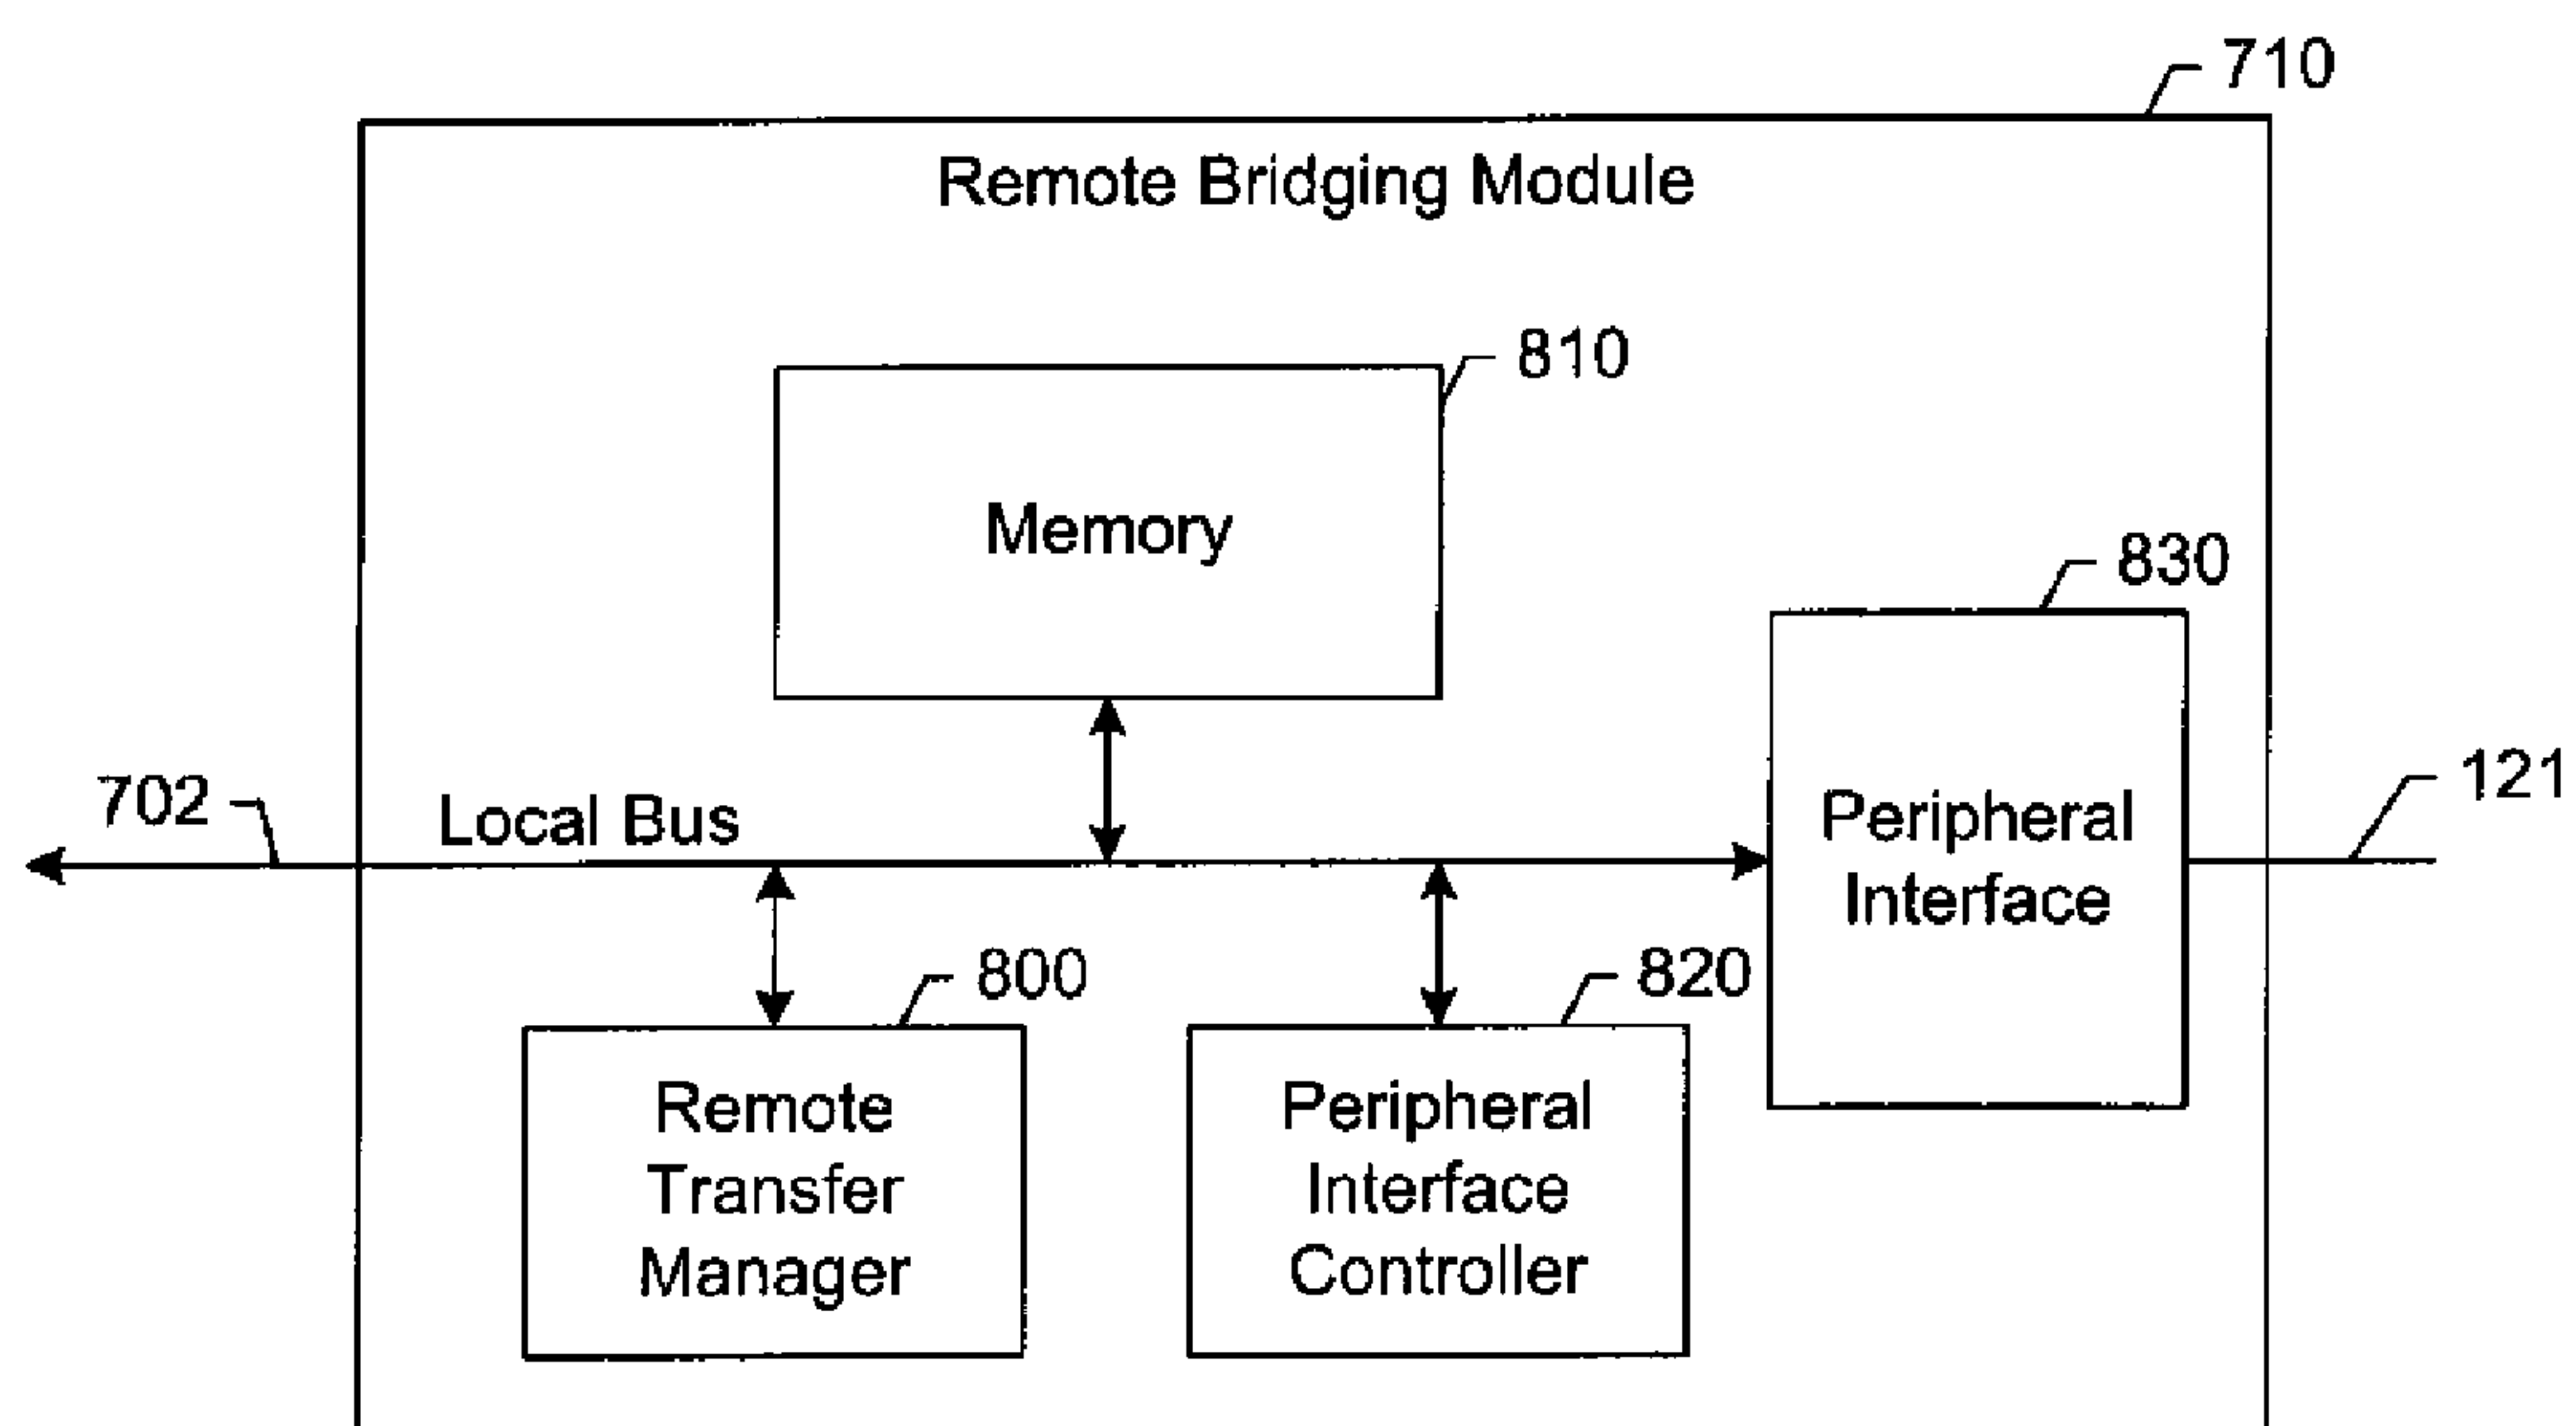 710
Remote Bridging Module
810
Memory
830
Peripheral
Interface
121
702
Local Bus
800
Remote
Transfer
Manager
820
Peripheral
Interface
Controller